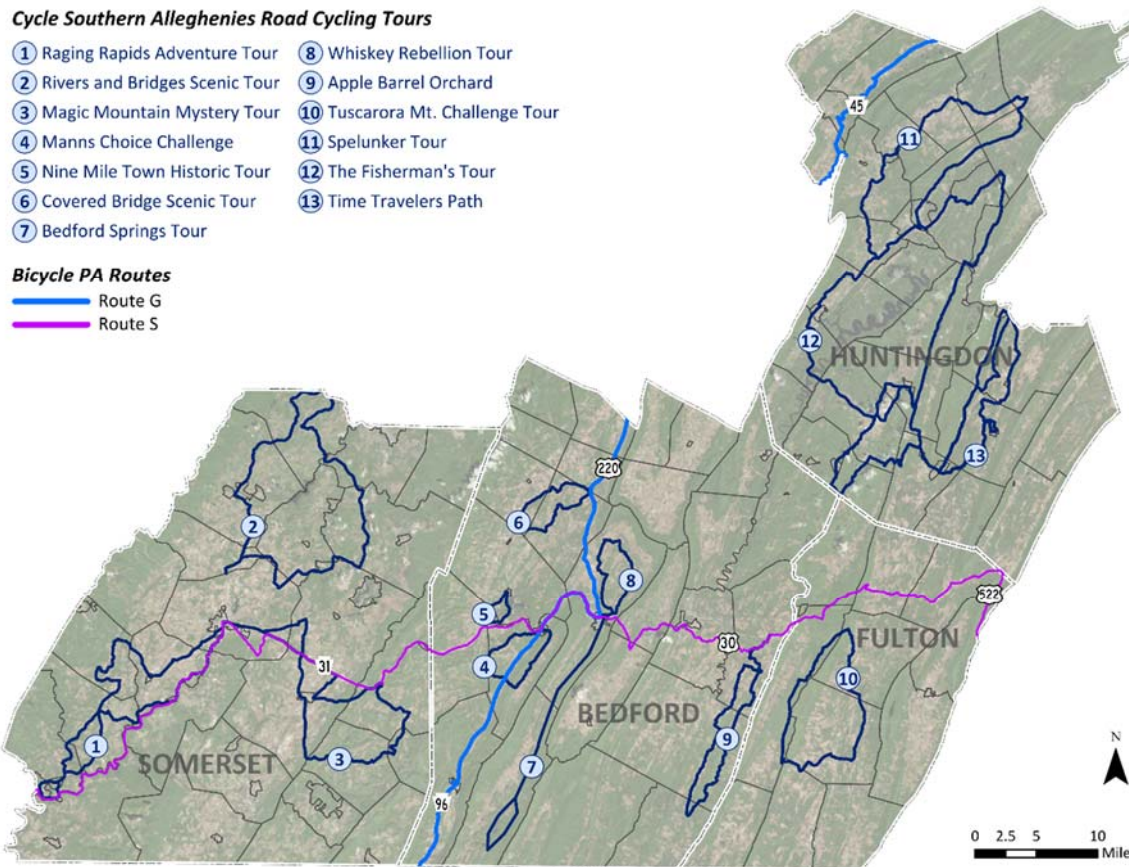 Cycle Southern Alleghenies Road Cycling Tours
1 Raging Rapids Adventure Tour
2 Rivers and Bridges Scenic Tour
3 Magic Mountain Mystery Tour
4 Manns Choice Challenge
5 Nine Mile Town Historic Tour
6 Covered Bridge Scenic Tour
7 Bedford Springs Tour
8 Whiskey Rebellion Tour
9 Apple Barrel Orchard
10 Tuscarora Mt. Challenge Tour
11 Spelunker Tour
12 The Fisherman's Tour
13 Time Travelers Path
Bicycle PA Routes
Route G
Route S
45
11
12
HUNTINGDON
13
220
2
6
8
522
5
30
FULTON
31
4
10
BEDFORD
9
1
SOMERSET
3
7
96
N
0 2.5 5 10
Mile